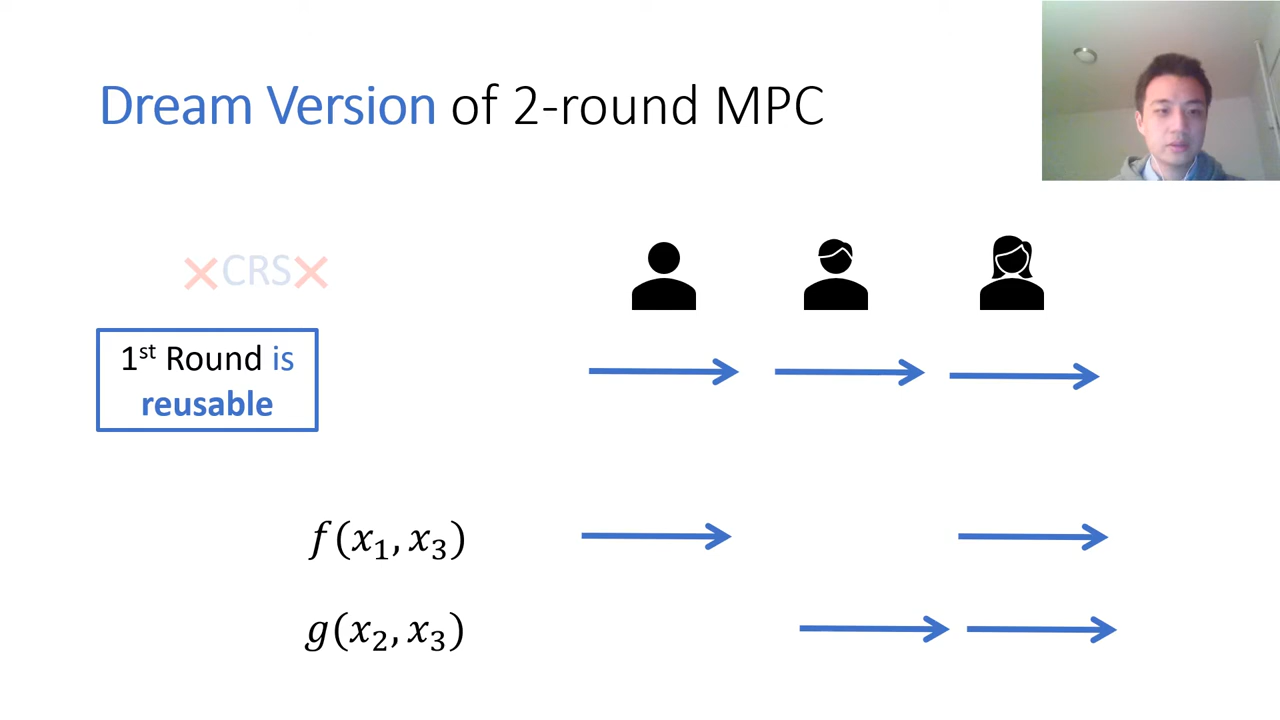 Dream Version of 2-round MPC
CRS
1st Round is
reusable
f(x₁, x₃)
g(x₂, x₃)